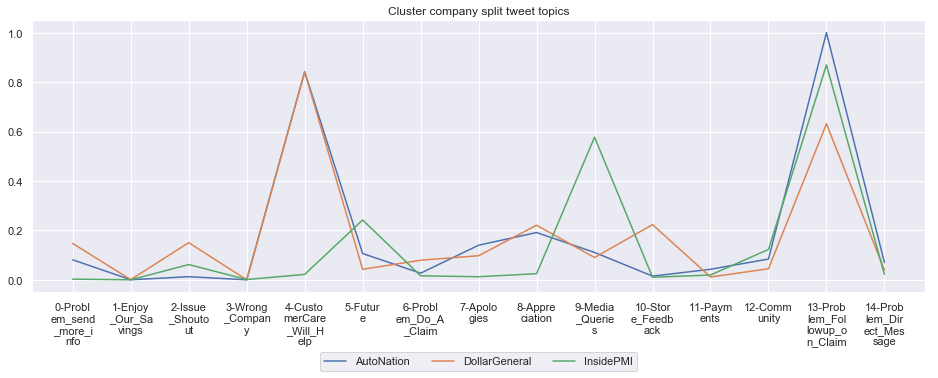 Cluster company split tweet topics
1.0
0.8
0.6
0.4
0.2
0.0
0-Probl
em_send
_more_i
nfo
1-Enjoy
_Our_Sa
vings
2-Issue
_Shouto
ut
3-Wrong
_Compan
y
4-Custo
merCare
_Will_H
elp
5-Futur
e
6-Probl
em_Do_A
_Claim
7-Apolo
gies
8-Appre
ciation
9-Media
_Querie
s
10-Stor
e_Feedb
ack
11-Paym
ents
12-Comm
unity
13-Prob
lem_Fol
lowup_o
n_Claim
14-Prob
lem_Dir
ect_Mes
sage
AutoNation
DollarGeneral
InsidePMI